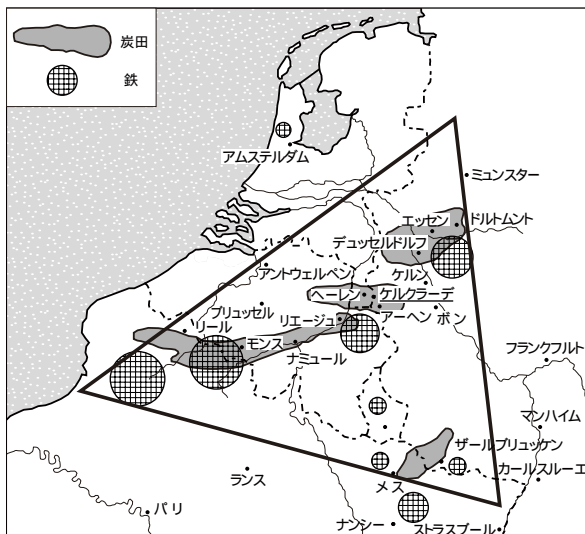 炭田
鉄
アムステルダム
ミュンスター
エッセン
ドルトムント
デュッセルドルフ
アントウェルペン
ケルン
ヘーレン
ケルクラーデ
ブリュッセル
リール
リエージュ
アーヘン
ボン
モンス
ナミュール
フランクフルト
マンハイム
ザールブリュッケン
ランス
メス
カールスルーエ
パリ
ナンシー
ストラスブール